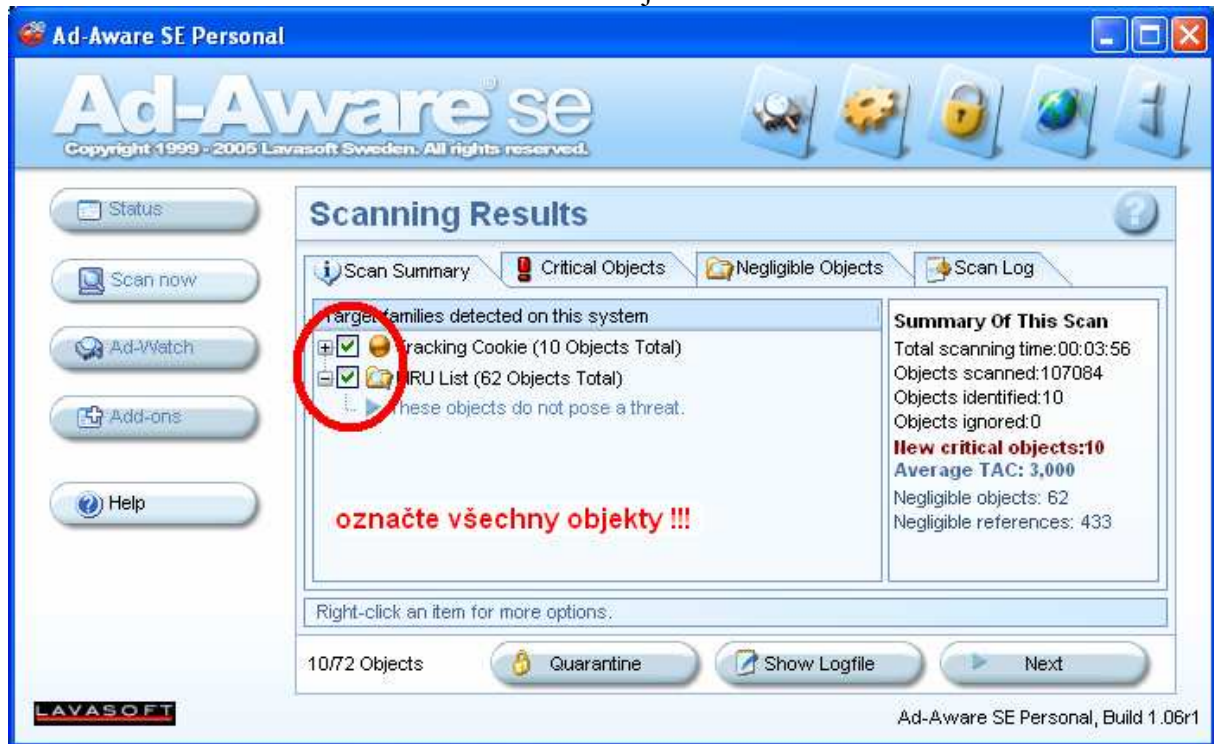 Ad-Aware SE Personal
Ad-Aware SE
Copyright 1999 - 2005 Lavasoft Sweden. All rights reserved.
Status
Scan now
Ad-Watch
Add-ons
Help
Scanning Results
Scan Summary
Critical Objects
Negligible Objects
Scan Log
Target families detected on this system
Tracking Cookie (10 Objects Total)
MRU List (62 Objects Total)
These objects do not pose a threat.
označte všechny objekty !!!
Summary Of This Scan
Total scanning time:00:03:56
Objects scanned:107084
Objects identified:10
Objects ignored:0
New critical objects:10
Average TAC: 3,000
Negligible objects: 62
Negligible references: 433
Right-click an item for more options.
10/72 Objects
Quarantine
Show Logfile
Next
LAVASOFT
Ad-Aware SE Personal, Build 1.06r1